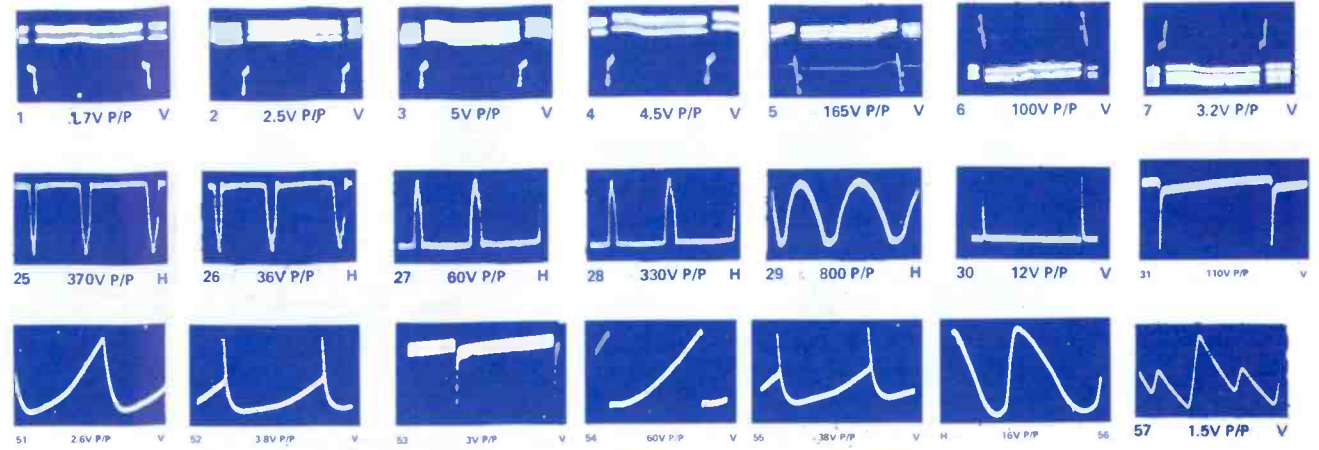 1 1.7V P/P V 2 2.5V P/P V 3 5V P/P V 4 4.5V P/P V 5 165V P/P V 6 100V P/P V 7 3.2V P/P V
25 370V P/P H 26 36V P/P H 27 60V P/P H 28 330V P/P H 29 800 P/P H 30 12V P/P V 31 110V P/P V
51 2.6V P/P V 52 3.8V P/P V 53 3V P/P V 54 60V P/P V 55 .38V P/P V H 16V P/P 56 57 1.5V P/P V